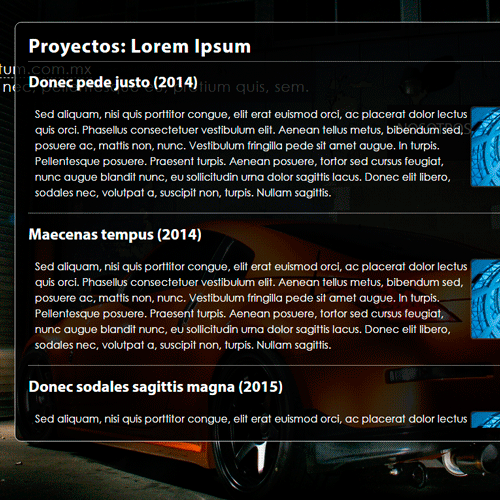 Proyectos: Lorem Ipsum
tum.com.mx
nec, pretium quis, sem.
Donec pede justo (2014)
Sed aliquam, nisi quis porttitor congue, elit erat euismod orci, ac placerat dolor lectus
quis orci. Phasellus consectetuer vestibulum elit. Aenean tellus metus, bibendum sed,
posuere ac, mattis non, nunc. Vestibulum fringilla pede sit amet augue. In turpis.
Pellentesque posuere. Praesent turpis. Aenean posuere, tortor sed cursus feugiat,
nunc augue blandit nunc, eu sollicitudin urna dolor sagittis lacus. Donec elit libero,
sodales nec, volutpat a, suscipit non, turpis. Nullam sagittis.
Maecenas tempus (2014)
Sed aliquam, nisi quis porttitor congue, elit erat euismod orci, ac placerat dolor lectus
quis orci. Phasellus consectetuer vestibulum elit. Aenean tellus metus, bibendum sed,
posuere ac, mattis non, nunc. Vestibulum fringilla pede sit amet augue. In turpis.
Pellentesque posuere. Praesent turpis. Aenean posuere, tortor sed cursus feugiat,
nunc augue blandit nunc, eu sollicitudin urna dolor sagittis lacus. Donec elit libero,
sodales nec, volutpat a, suscipit non, turpis. Nullam sagittis.
Donec sodales sagittis magna (2015)
Sed aliquam, nisi quis porttitor congue, elit erat euismod orci, ac placerat dolor lectus